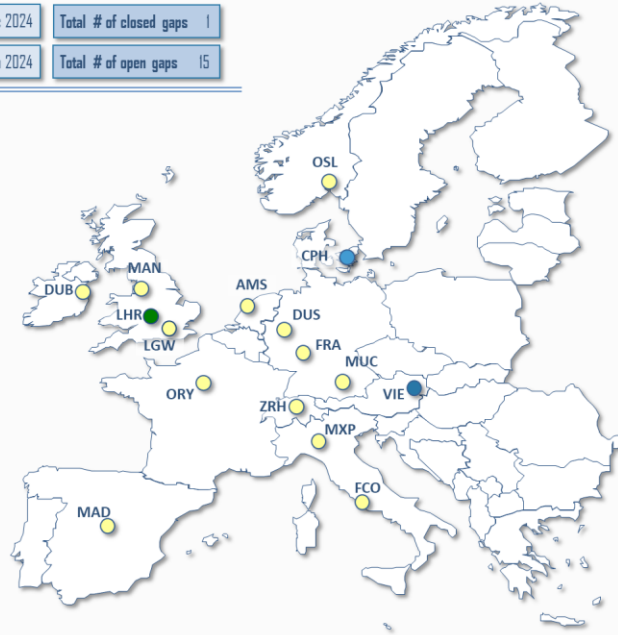 2024 Total # of closed gaps 1
2024 Total # of open gaps 15
OSL
CPH
MAN
DUB
AMS
LHR
DUS
LGW
FRA
MUC
ORY
VIE
ZRH
MXP
FCO
MAD